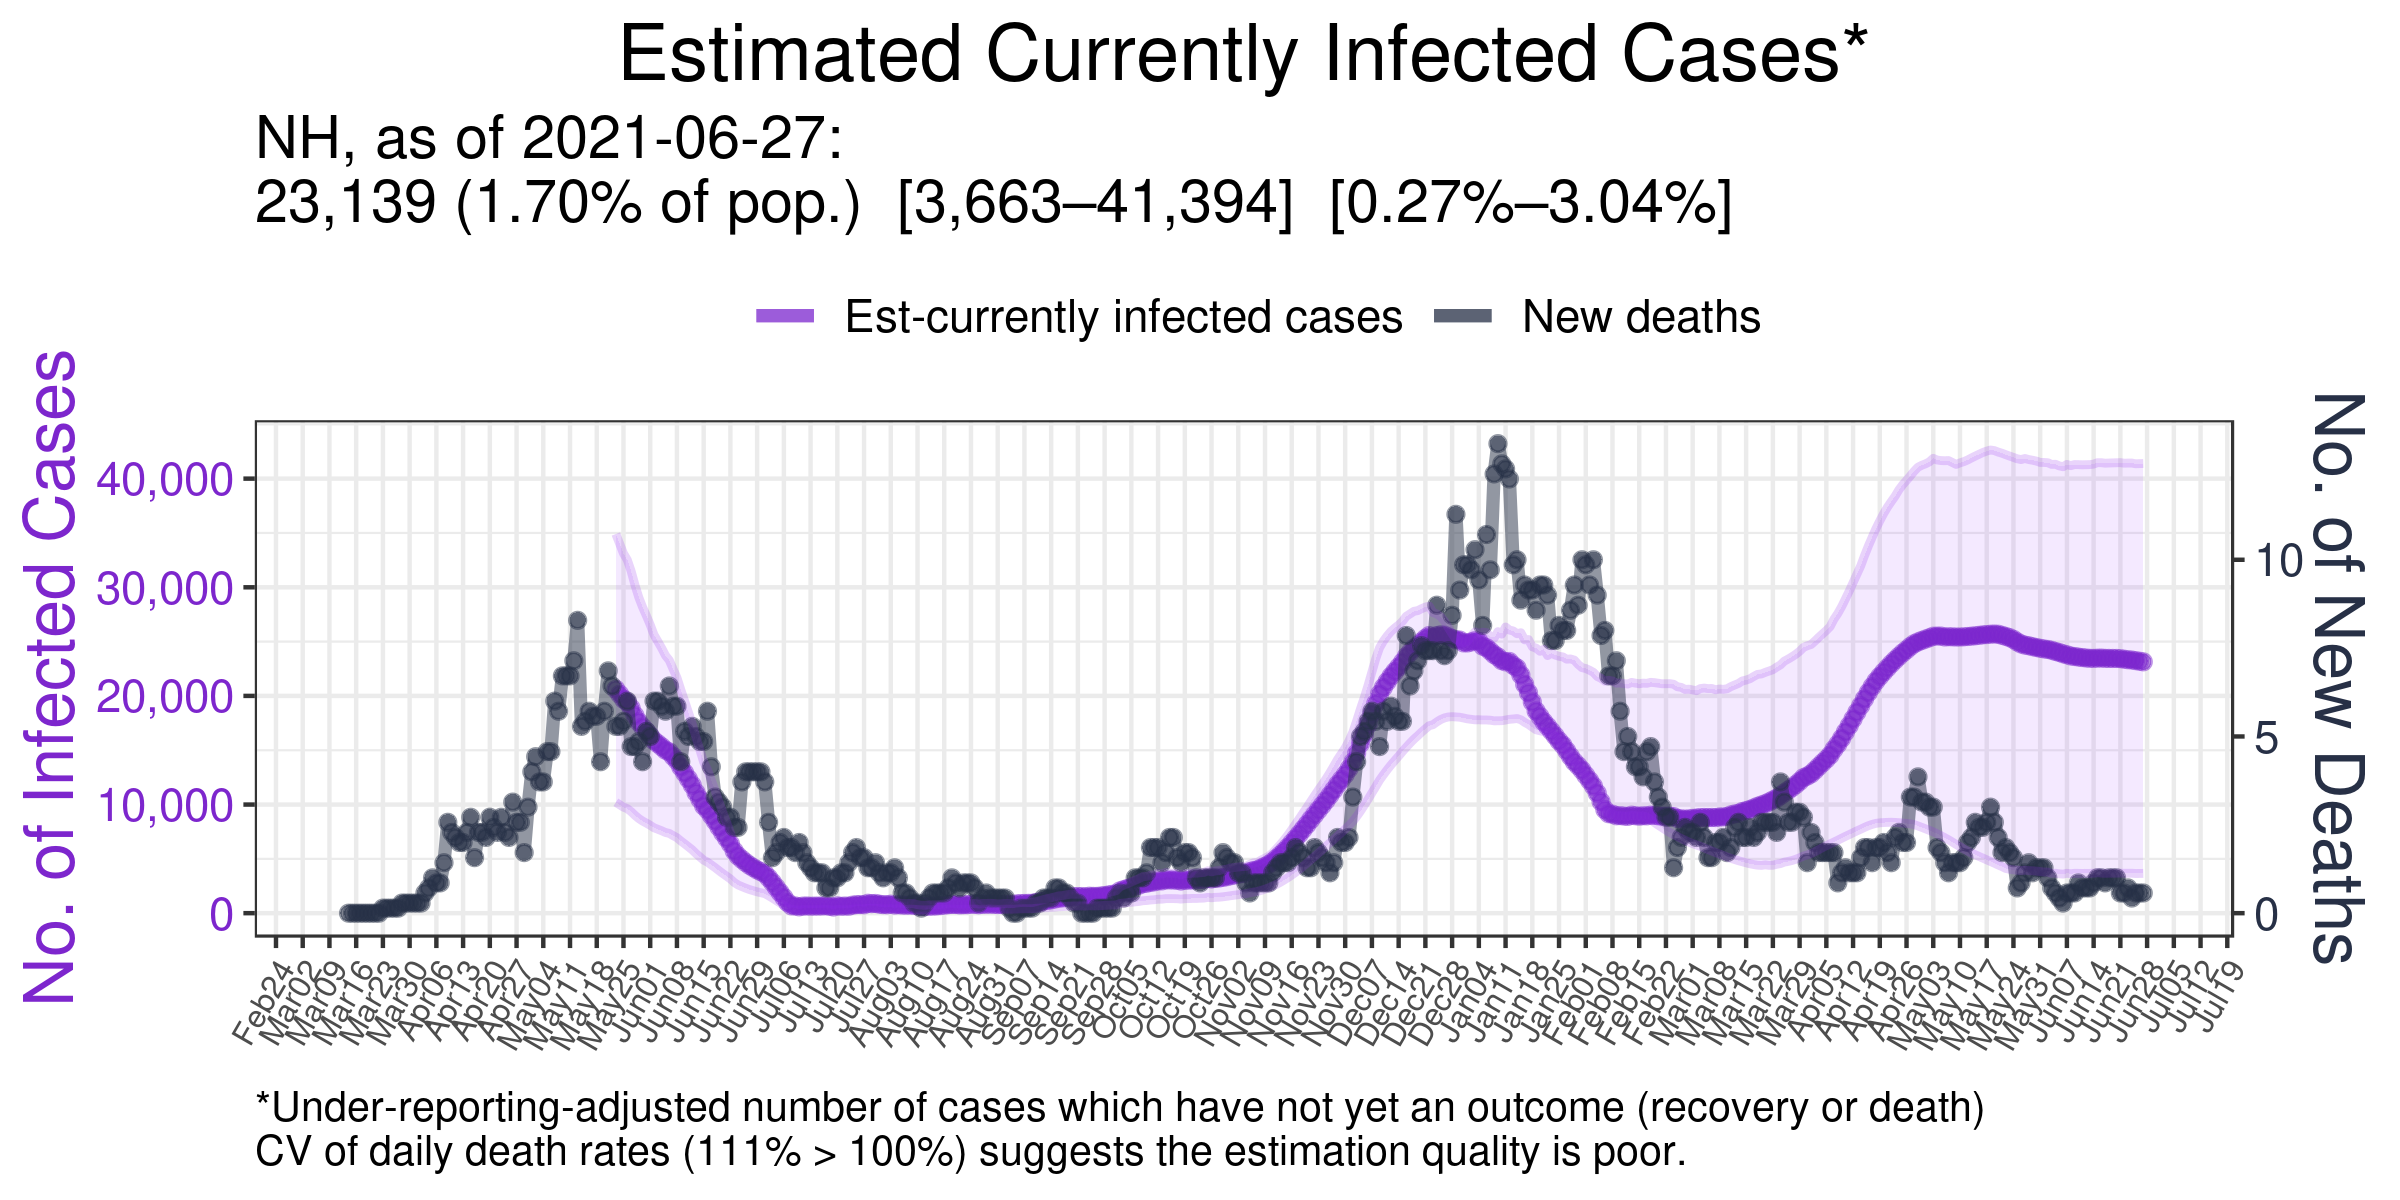 Estimated Currently Infected Cases*
NH, as of 2021-06-27:
23,139 (1.70% of pop.) [3,663–41,394] [0.27%–3.04%]
Est-currently infected cases
New deaths
No. of Infected Cases
40,000
30,000
20,000
10,000
0
No. of New Deaths
10
5
0
Feb24
Mar02
Mar09
Mar16
Mar23
Mar30
Apr06
Apr13
Apr20
Apr27
May04
May11
May18
May25
Jun01
Jun08
Jun15
Jun22
Jun29
Jul06
Jul13
Jul20
Jul27
Aug03
Aug10
Aug17
Aug24
Aug31
Sep07
Sep14
Sep21
Sep28
Oct05
Oct12
Oct19
Oct26
Nov02
Nov09
Nov16
Nov23
Nov30
Dec07
Dec14
Dec21
Dec28
Jan04
Jan11
Jan18
Jan25
Feb01
Feb08
Feb15
Feb22
Mar01
Mar08
Mar15
Mar22
Mar29
Apr05
Apr12
Apr19
Apr26
May03
May10
May17
May24
May31
Jun07
Jun14
Jun21
Jun28
Jul05
Jul12
Jul19
*Under-reporting-adjusted number of cases which have not yet an outcome (recovery or death)
CV of daily death rates (111% > 100%) suggests the estimation quality is poor.